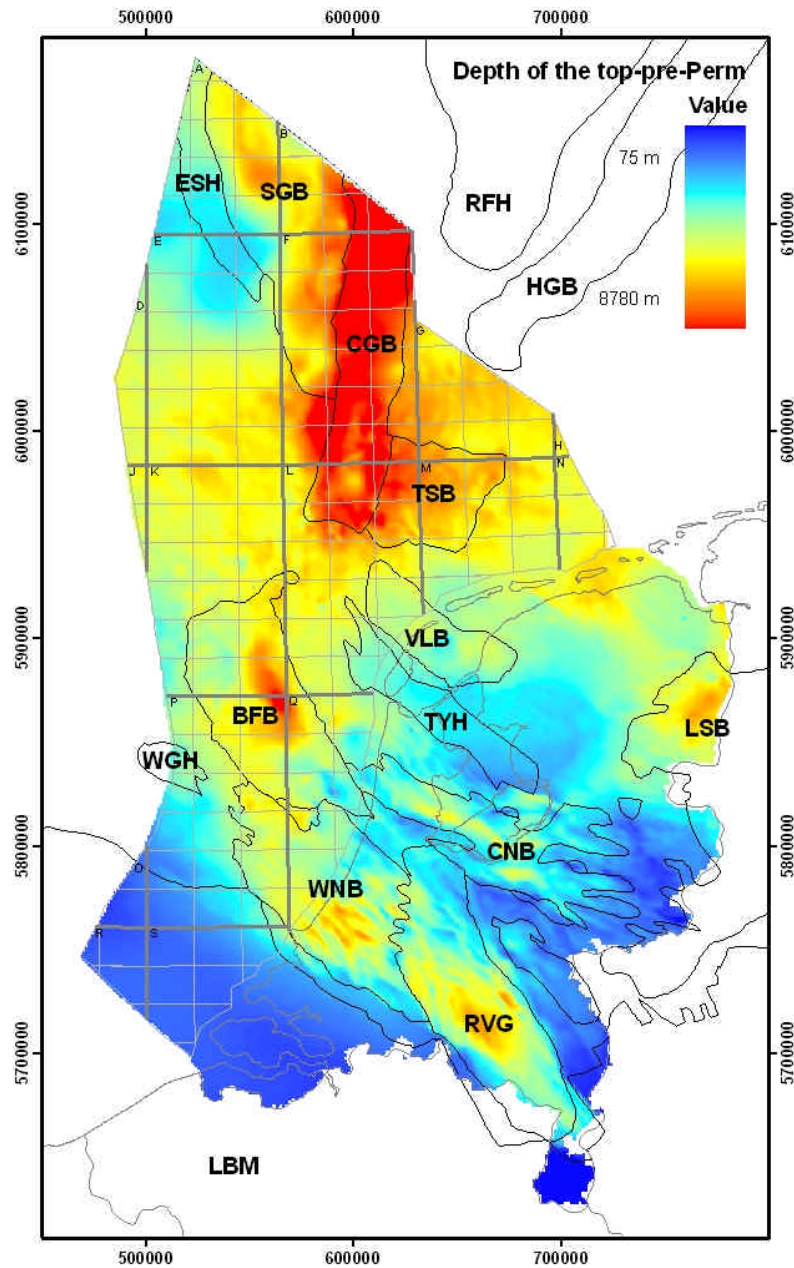 500000 600000 700000
Depth of the top-pre-Perm
Value
75 m
8780 m
A
B
ESH
SGB
RFH
6100000
6100000
E
F
HGB
D
G
CGB
6000000
6000000
H
J
K
L
M
N
TSB
VLB
5900000
5900000
P
Q
BFB
TYH
LSB
WGH
5800000
5800000
CNB
O
WNB
R
S
RVG
5700000
5700000
LBM
500000 600000 700000